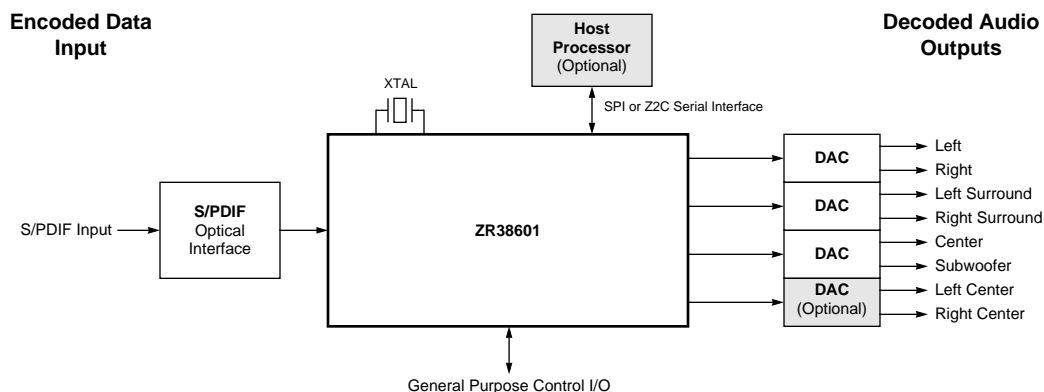 Encoded Data
Input
Host
Processor
(Optional)
Decoded Audio
Outputs
XTAL
SPI or Z2C Serial Interface
S/PDIF Input
S/PDIF
Optical
Interface
ZR38601
DAC
Left
Right
DAC
Left Surround
Right Surround
DAC
Center
Subwoofer
DAC
(Optional)
Left Center
Right Center
General Purpose Control I/O